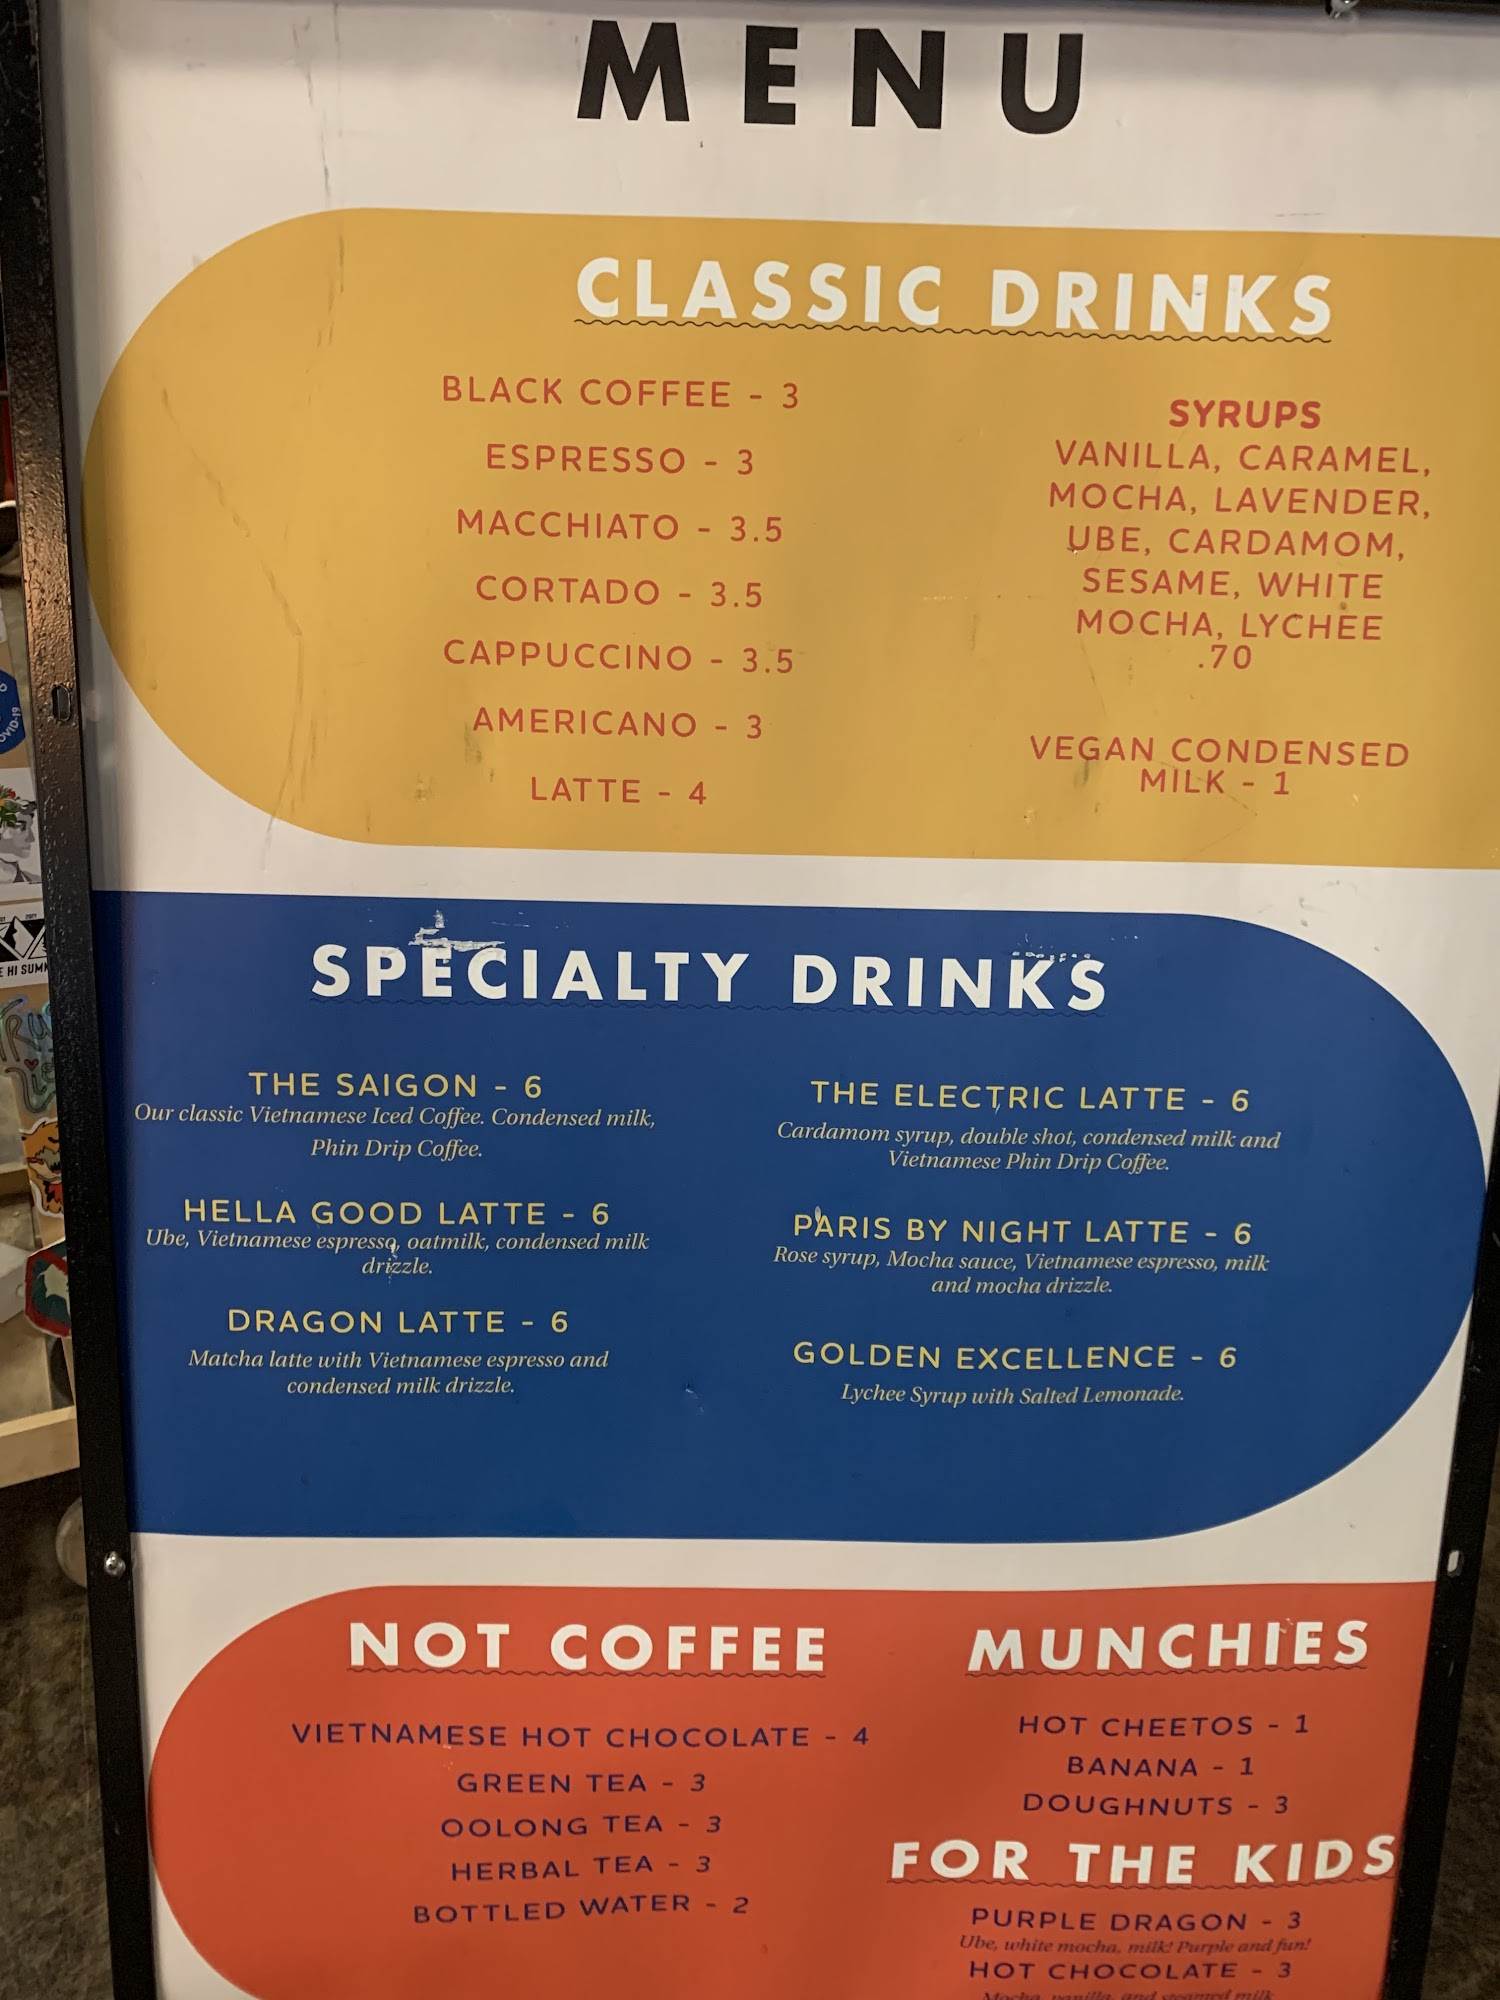 MENU
CLASSIC DRINKS
BLACK COFFEE - 3
ESPRESSO - 3
MACCHIATO - 3.5
CORTADO - 3.5
CAPPUCCINO - 3.5
AMERICANO - 3
LATTE - 4
SYRUPS
VANILLA, CARAMEL,
MOCHA, LAVENDER,
UBE, CARDAMOM,
SESAME, WHITE
MOCHA, LYCHEE
.70
VEGAN CONDENSED
MILK - 1
SPECIALTY DRINKS
THE SAIGON - 6
Our classic Vietnamese Iced Coffee. Condensed milk,
Phin Drip Coffee.
HELLA GOOD LATTE - 6
Ube, Vietnamese espresso, oatmilk, condensed milk
drizzle.
DRAGON LATTE - 6
Matcha latte with Vietnamese espresso and
condensed milk drizzle.
THE ELECTRIC LATTE - 6
Cardamom syrup, double shot, condensed milk and
Vietnamese Phin Drip Coffee.
PARIS BY NIGHT LATTE - 6
Rose syrup, Mocha sauce, Vietnamese espresso, milk
and mocha drizzle.
GOLDEN EXCELLENCE - 6
Lychee Syrup with Salted Lemonade.
NOT COFFEE
VIETNAMESE HOT CHOCOLATE - 4
GREEN TEA - 3
OOLONG TEA - 3
HERBAL TEA - 3
BOTTLED WATER - 2
MUNCHIES
HOT CHEETOS - 1
BANANA - 1
DOUGHNUTS - 3
FOR THE KIDS
PURPLE DRAGON - 3
Ube, white mocha, milk! Purple and fun!
HOT CHOCOLATE - 3
Mocha, vanilla, and steamed milk